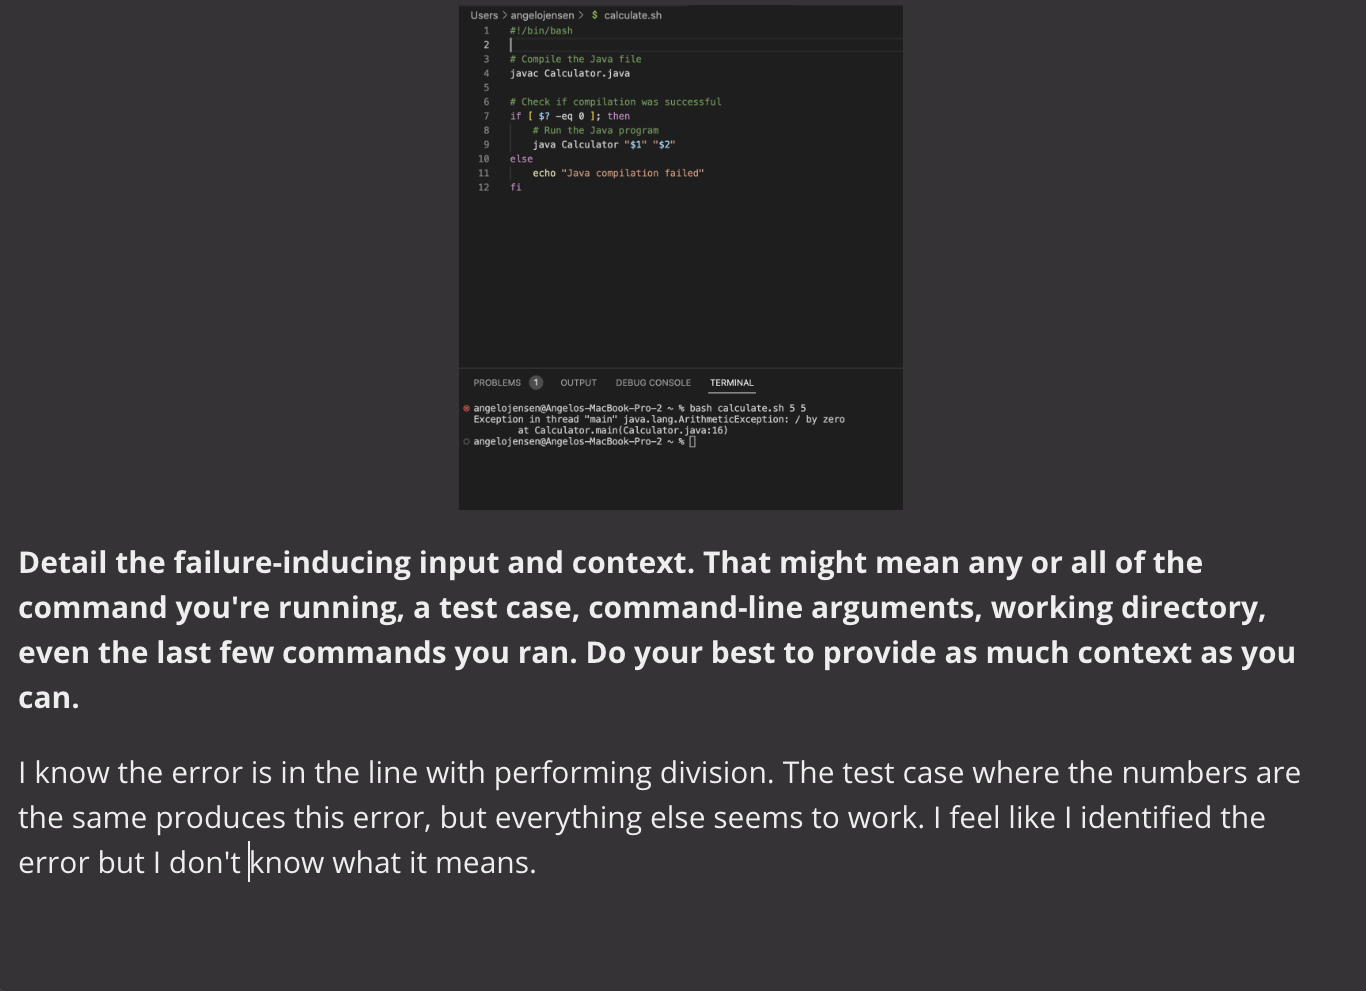 Users > angelojensen > $ calculate.sh
1 #!/bin/bash
2
3 # Compile the Java file
4 javac Calculator.java
5
6 # Check if compilation was successful
7 if [ $? -eq 0 ]; then
8 # Run the Java program
9 java Calculator "$1" "$2"
10 else
11 echo "Java compilation failed"
12 fi
PROBLEMS 1 OUTPUT DEBUG CONSOLE TERMINAL
angelojensen@Angelos-MacBook-Pro-2 ~ % bash calculate.sh 5 5
Exception in thread "main" java.lang.ArithmeticException: / by zero
at Calculator.main(Calculator.java:16)
angelojensen@Angelos-MacBook-Pro-2 ~ %
Detail the failure-inducing input and context. That might mean any or all of the
command you're running, a test case, command-line arguments, working directory,
even the last few commands you ran. Do your best to provide as much context as you
can.
I know the error is in the line with performing division. The test case where the numbers are
the same produces this error, but everything else seems to work. I feel like I identified the
error but I don't know what it means.